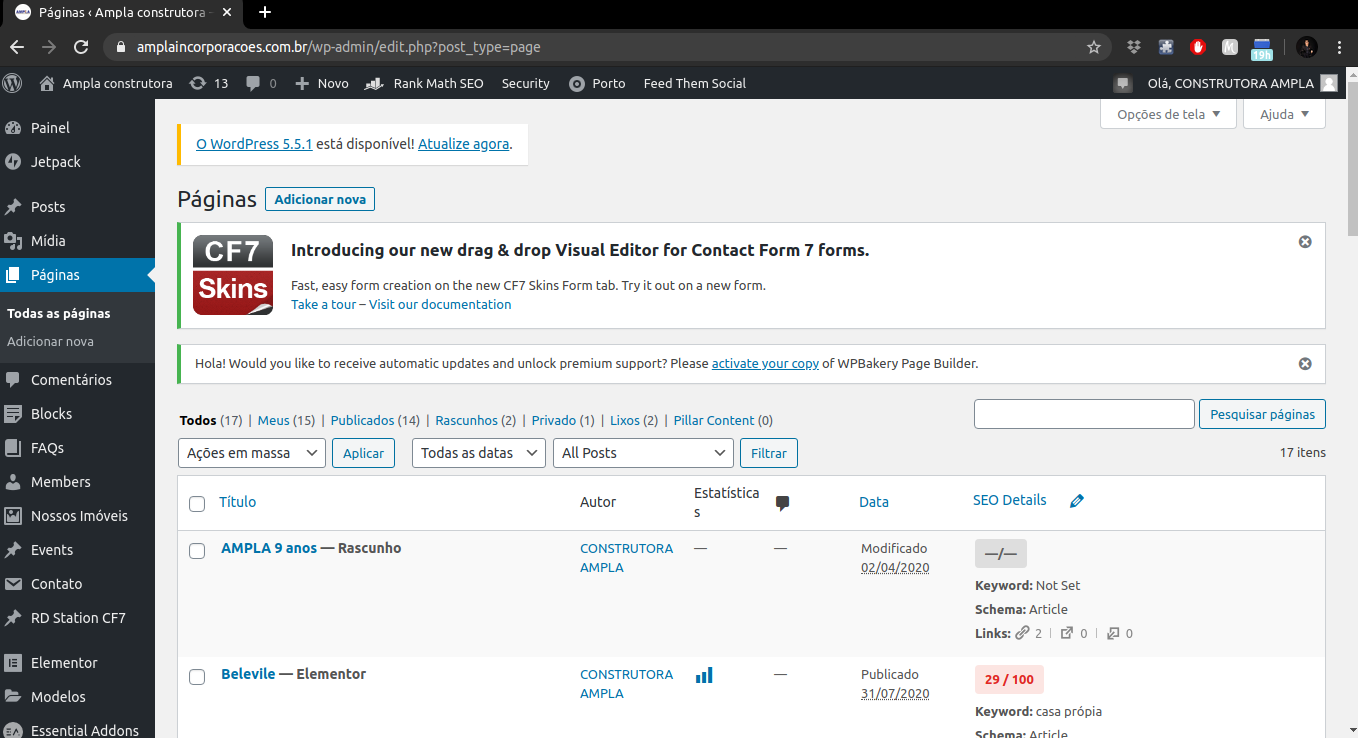 Páginas ‹ Ampla construtora -
amplaincorporacoes.com.br/wp-admin/edit.php?post_type=page
19h
Ampla construtora 13 0 Novo Rank Math SEO Security Porto Feed Them Social Olá, CONSTRUTORA AMPLA
Painel
Jetpack
Posts
Mídia
Páginas
Todas as páginas
Adicionar nova
Comentários
Blocks
FAQs
Members
Nossos Imóveis
Events
Contato
RD Station CF7
Elementor
Modelos
Essential Addons
Opções de tela Ajuda
O WordPress 5.5.1 está disponível! Atualize agora.
Páginas Adicionar nova
CF7
Skins
Introducing our new drag & drop Visual Editor for Contact Form 7 forms.
Fast, easy form creation on the new CF7 Skins Form tab. Try it out on a new form.
Take a tour – Visit our documentation
Hola! Would you like to receive automatic updates and unlock premium support? Please activate your copy of WPBakery Page Builder.
Todos (17) | Meus (15) | Publicados (14) | Rascunhos (2) | Privado (1) | Lixos (2) | Pillar Content (0)
Pesquisar páginas
Ações em massa Aplicar Todas as datas All Posts Filtrar
17 itens
Título Autor Estatísticas Data SEO Details
AMPLA 9 anos — Rascunho
CONSTRUTORA AMPLA
— —
Modificado
02/04/2020
—/—
Keyword: Not Set
Schema: Article
Links: 2 | 0 | 0
Belevile — Elementor
CONSTRUTORA AMPLA
—
Publicado
31/07/2020
29 / 100
Keyword: casa própia
Schema: Article